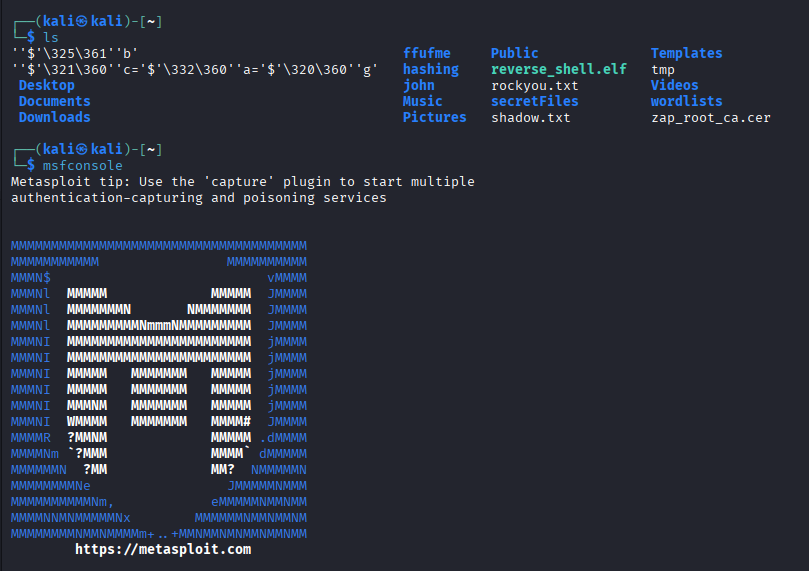 ┌──(kali㉿kali)-[~]
└─$ ls
''$'\325\361''b' ffufme Public Templates
''$'\321\360''c='$'\332\360''a='$'\320\360''g' hashing reverse_shell.elf tmp
Desktop john rockyou.txt Videos
Documents Music secretFiles wordlists
Downloads Pictures shadow.txt zap_root_ca.cer
┌──(kali㉿kali)-[~]
└─$ msfconsole
Metasploit tip: Use the 'capture' plugin to start multiple
authentication-capturing and poisoning services
MMMMMMMMMMMMMMMMMMMMMMMMMMMMMMMMMMMMM
MMMMMMMMMMM                MMMMMMMMMM
MMMN$                           vMMMM
MMMNl  MMMMM             MMMMM  JMMMM
MMMNl  MMMMMMMN       NMMMMMMM  JMMMM
MMMNl  MMMMMMMMMNmmmNMMMMMMMMM  JMMMM
MMMNI  MMMMMMMMMMMMMMMMMMMMMMM  jMMMM
MMMNI  MMMMMMMMMMMMMMMMMMMMMMM  jMMMM
MMMNI  MMMMM   MMMMMMM   MMMMM  jMMMM
MMMNI  MMMMM   MMMMMMM   MMMMM  jMMMM
MMMNI  MMMNM   MMMMMMM   MMMMM  jMMMM
MMMNI  WMMMM   MMMMMMM   MMMM#  JMMMM
MMMMR  ?MMNM             MMMMM .dMMMM
MMMMNm `?MMM             MMMM` dMMMMM
MMMMMMN  ?MM             MM?  NMMMMMN
MMMMMMMMNe                 JMMMMMNMMM
MMMMMMMMMMNm,            eMMMMMNMMNMM
MMMMNNMNMMMMMNx        MMMMMMNMMNMMNM
MMMMMMMMNMMNMMMMm+..+MMNMMNMNMMNMMNMM
https://metasploit.com